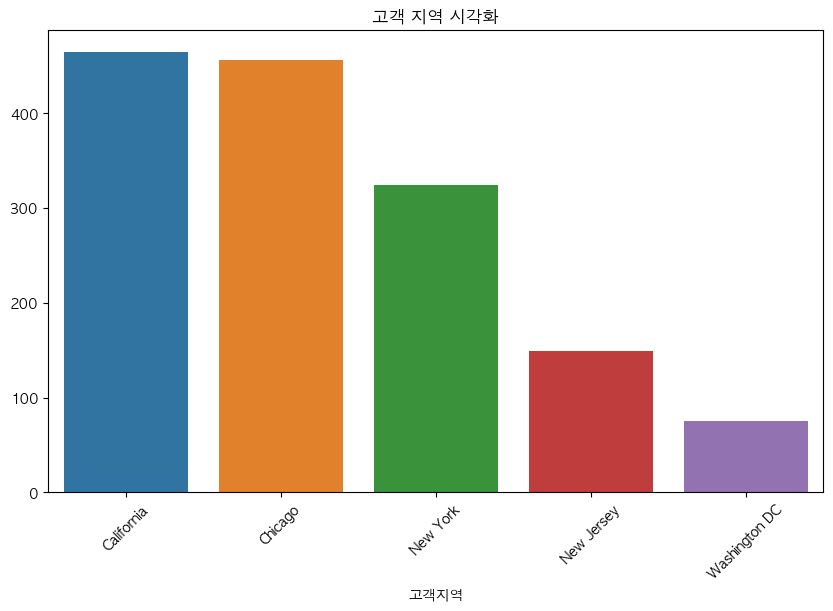 고객 지역 시각화
400
300
200
100
0
California
Chicago
New York
New Jersey
Washington DC
고객지역